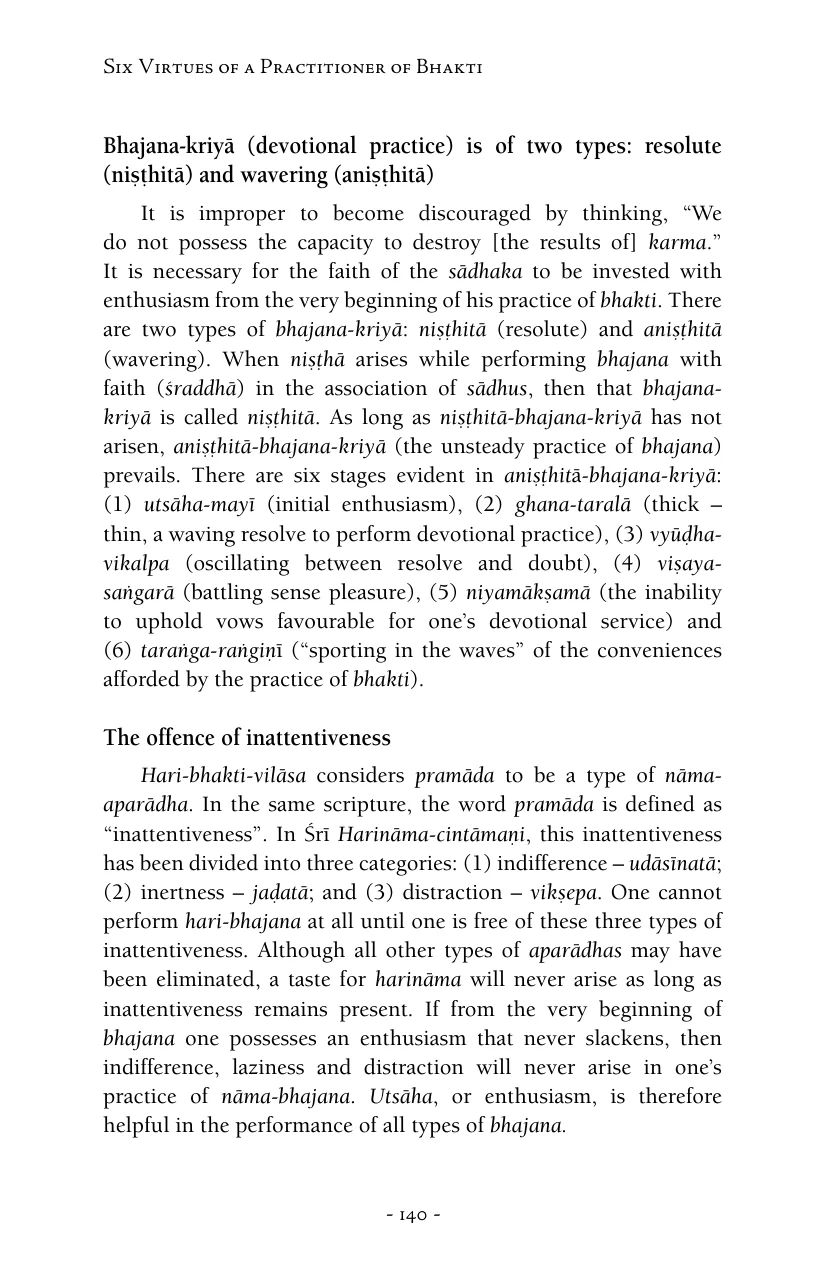 Six Virtues of a Practitioner of Bhakti
Bhajana-kriyā (devotional practice) is of two types: resolute
(niṣṭhitā) and wavering (aniṣṭhitā)
It is improper to become discouraged by thinking, “We
do not possess the capacity to destroy [the results of] karma.”
It is necessary for the faith of the sādhaka to be invested with
enthusiasm from the very beginning of his practice of bhakti. There
are two types of bhajana-kriyā: niṣṭhitā (resolute) and aniṣṭhitā
(wavering). When niṣṭhā arises while performing bhajana with
faith (śraddhā) in the association of sādhus, then that bhajana-
kriyā is called niṣṭhitā. As long as niṣṭhitā-bhajana-kriyā has not
arisen, aniṣṭhitā-bhajana-kriyā (the unsteady practice of bhajana)
prevails. There are six stages evident in aniṣṭhitā-bhajana-kriyā:
(1) utsāha-mayī (initial enthusiasm), (2) ghana-taralā (thick –
thin, a waving resolve to perform devotional practice), (3) vyūḍha-
vikalpa (oscillating between resolve and doubt), (4) viṣaya-
saṅgarā (battling sense pleasure), (5) niyamākṣamā (the inability
to uphold vows favourable for one’s devotional service) and
(6) taraṅga-raṅgiṇī (“sporting in the waves” of the conveniences
afforded by the practice of bhakti).
The offence of inattentiveness
Hari-bhakti-vilāsa considers pramāda to be a type of nāma-
aparādha. In the same scripture, the word pramāda is defined as
“inattentiveness”. In Śrī Harināma-cintāmaṇi, this inattentiveness
has been divided into three categories: (1) indifference – udāsīnatā;
(2) inertness – jaḍatā; and (3) distraction – vikṣepa. One cannot
perform hari-bhajana at all until one is free of these three types of
inattentiveness. Although all other types of aparādhas may have
been eliminated, a taste for harināma will never arise as long as
inattentiveness remains present. If from the very beginning of
bhajana one possesses an enthusiasm that never slackens, then
indifference, laziness and distraction will never arise in one’s
practice of nāma-bhajana. Utsāha, or enthusiasm, is therefore
helpful in the performance of all types of bhajana.
- 140 -